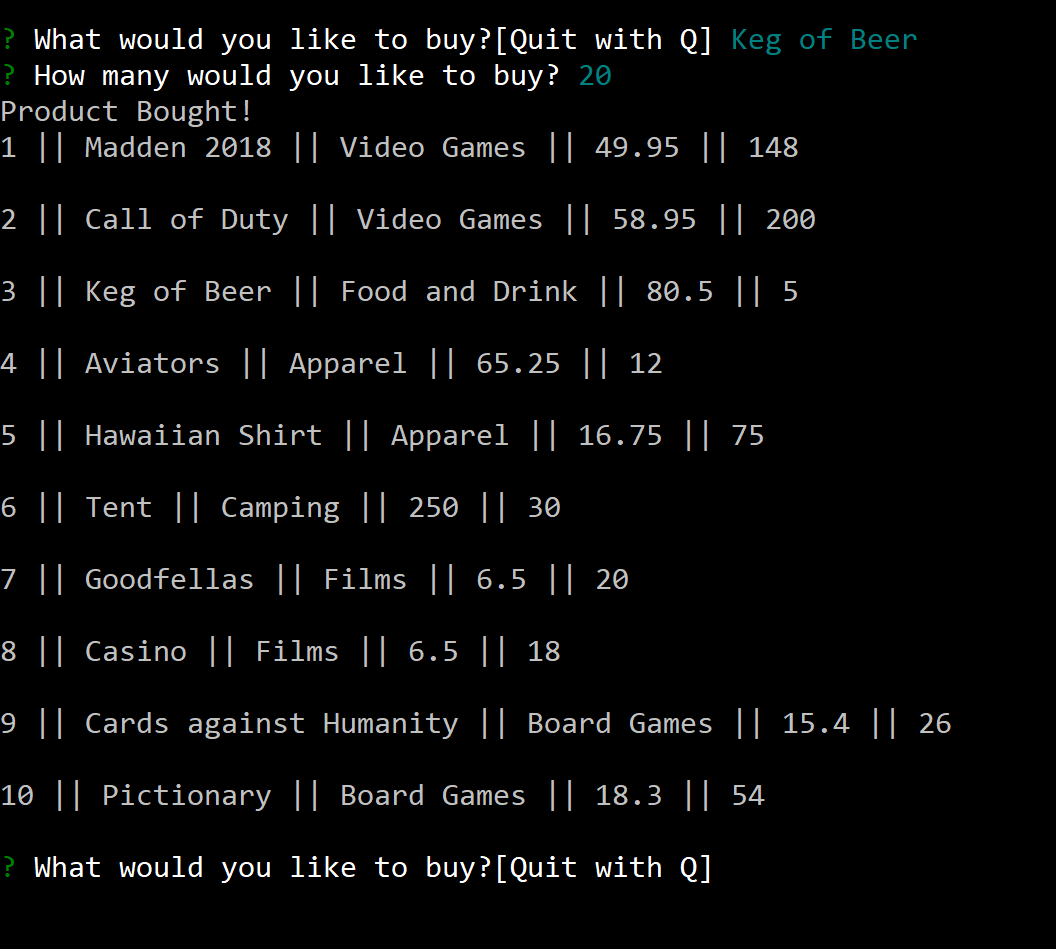 ? What would you like to buy?[Quit with Q] Keg of Beer
? How many would you like to buy? 20
Product Bought!
1 || Madden 2018 || Video Games || 49.95 || 148
2 || Call of Duty || Video Games || 58.95 || 200
3 || Keg of Beer || Food and Drink || 80.5 || 5
4 || Aviators || Apparel || 65.25 || 12
5 || Hawaiian Shirt || Apparel || 16.75 || 75
6 || Tent || Camping || 250 || 30
7 || Goodfellas || Films || 6.5 || 20
8 || Casino || Films || 6.5 || 18
9 || Cards against Humanity || Board Games || 15.4 || 26
10 || Pictionary || Board Games || 18.3 || 54
? What would you like to buy?[Quit with Q]